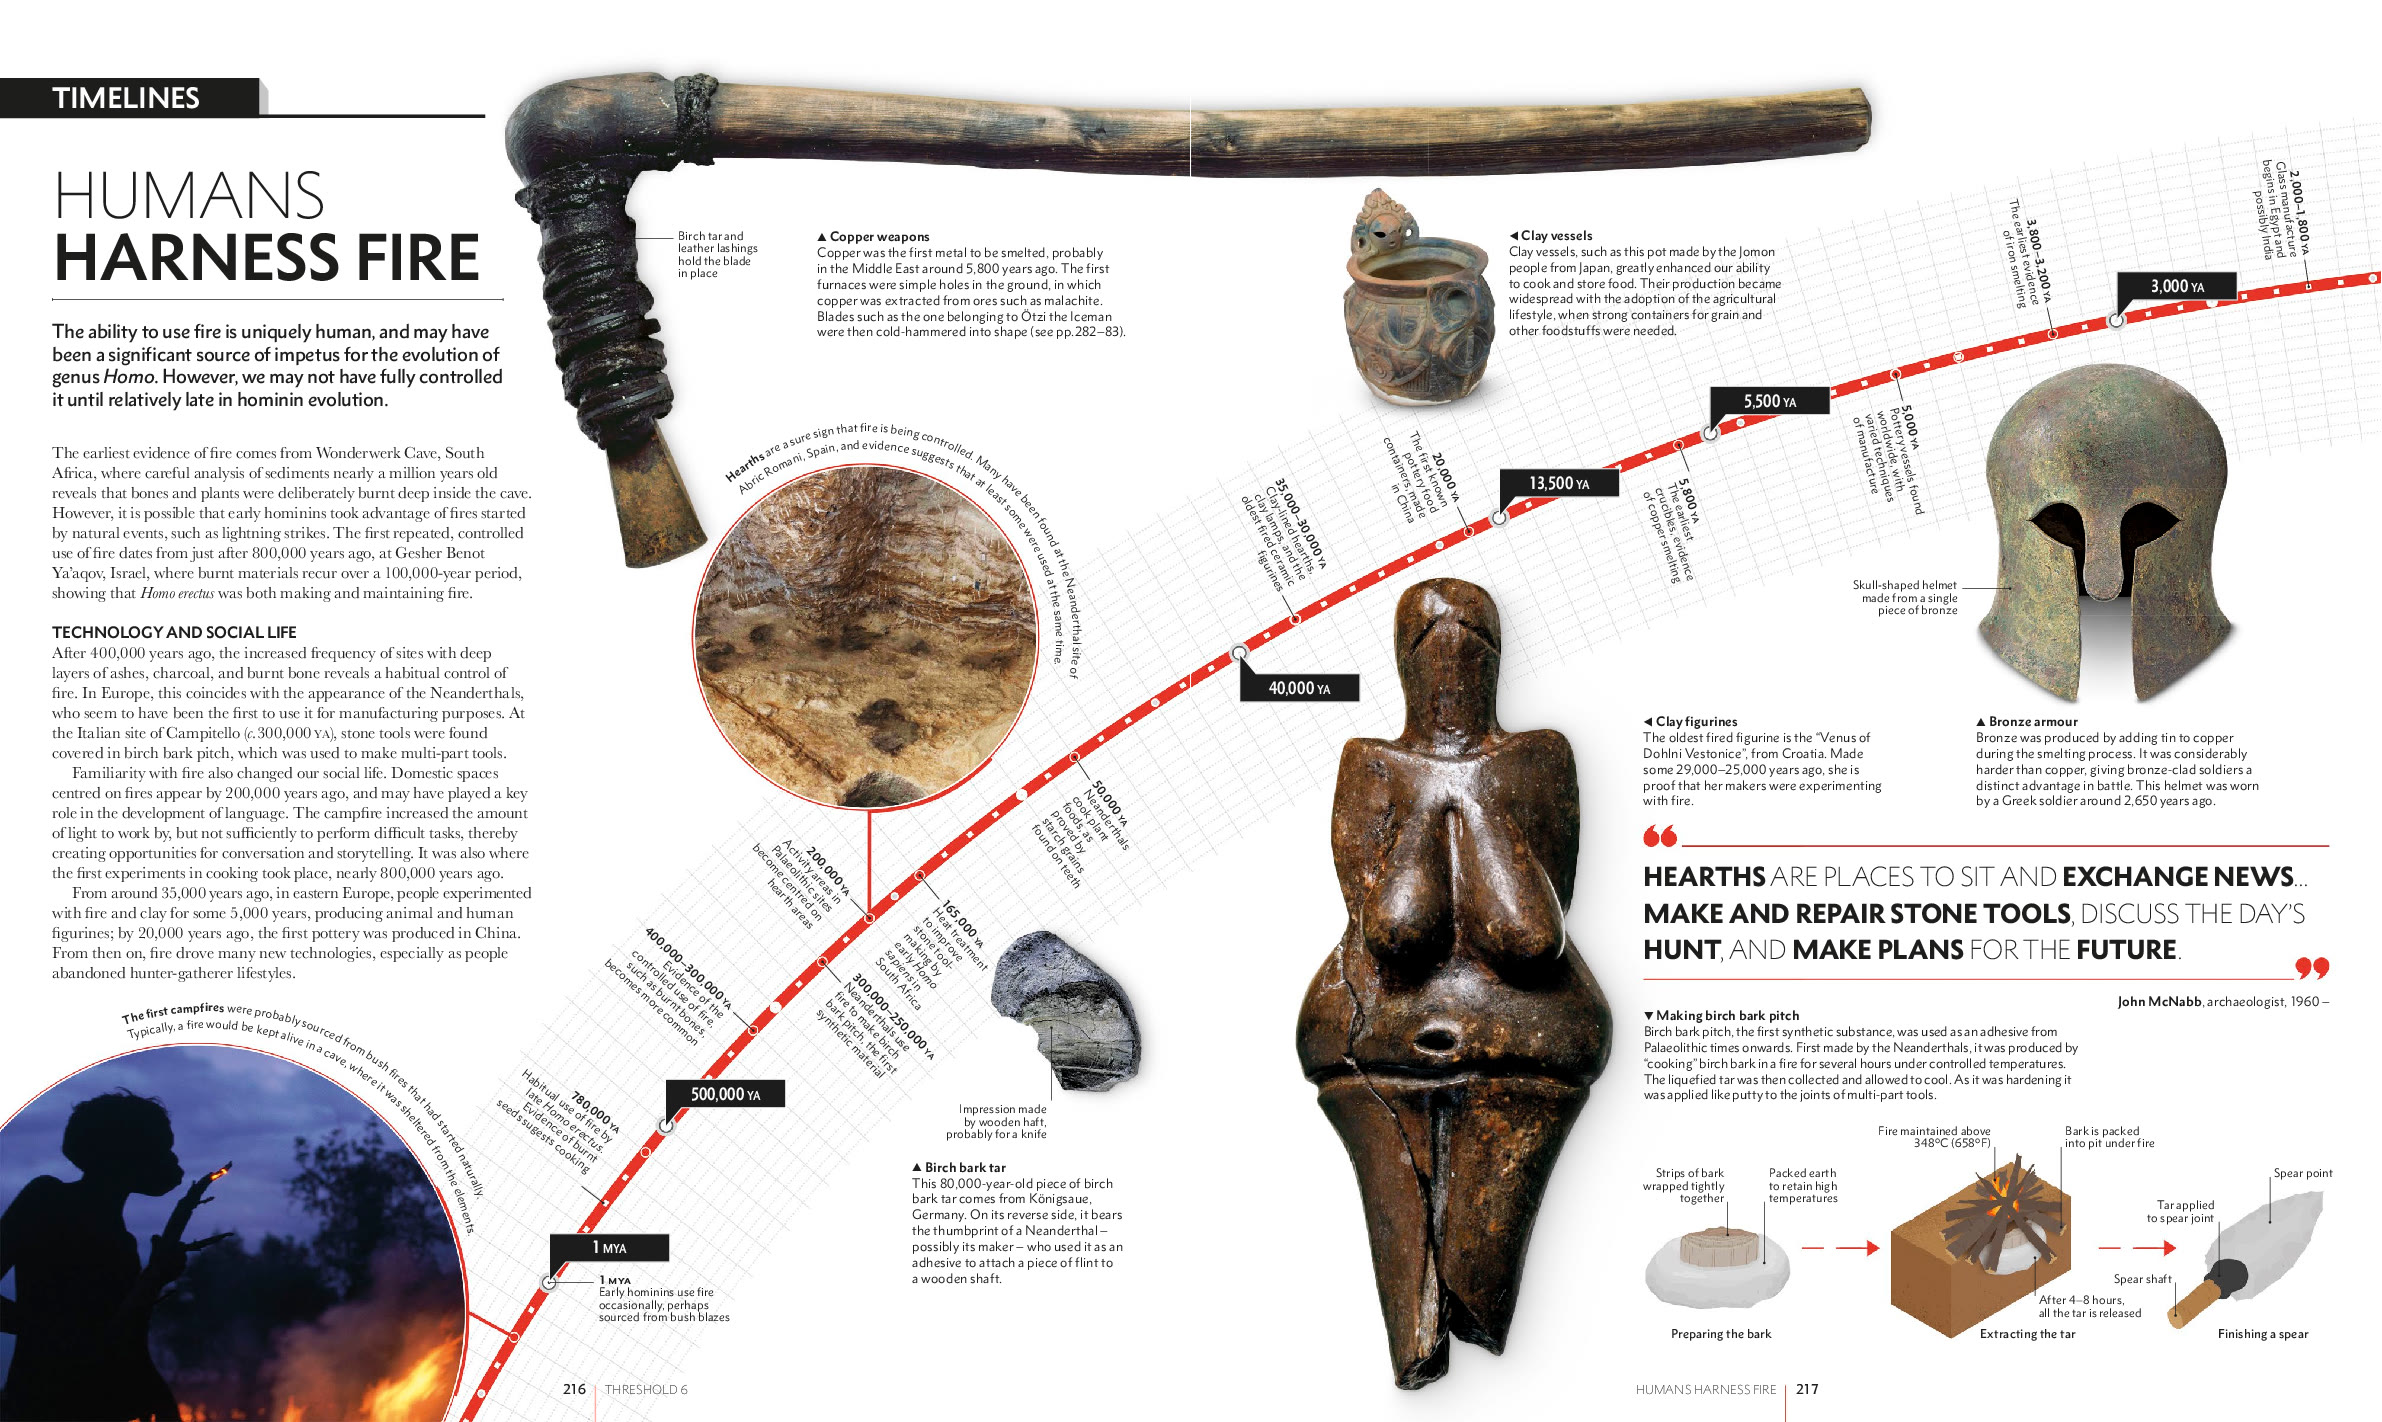 TIMELINES
HUMANS
HARNESS FIRE
The ability to use fire is uniquely human, and may have
been a significant source of impetus for the evolution of
genus Homo. However, we may not have fully controlled
it until relatively late in hominin evolution.
The earliest evidence of fire comes from Wonderwerk Cave, South
Africa, where careful analysis of sediments nearly a million years old
reveals that bones and plants were deliberately burnt deep inside the cave.
However, it is possible that early hominins took advantage of fires started
by natural events, such as lightning strikes. The first repeated, controlled
use of fire dates from just after 800,000 years ago, at Gesher Benot
Ya'aqov, Israel, where burnt materials recur over a 100,000-year period,
showing that Homo erectus was both making and maintaining fire.
TECHNOLOGY AND SOCIAL LIFE
After 400,000 years ago, the increased frequency of sites with deep
layers of ashes, charcoal, and burnt bone reveals a habitual control of
fire. In Europe, this coincides with the appearance of the Neanderthals,
who seem to have been the first to use it for manufacturing purposes. At
the Italian site of Campitello (c.300,000 YA), stone tools were found
covered in birch bark pitch, which was used to make multi-part tools.
Familiarity with fire also changed our social life. Domestic spaces
centred on fires appear by 200,000 years ago, and may have played a key
role in the development of language. The campfire increased the amount
of light to work by, but not sufficiently to perform difficult tasks, thereby
creating opportunities for conversation and storytelling. It was also where
the first experiments in cooking took place, nearly 800,000 years ago.
From around 35,000 years ago, in eastern Europe, people experimented
with fire and clay for some 5,000 years, producing animal and human
figurines; by 20,000 years ago, the first pottery was produced in China.
From then on, fire drove many new technologies, especially as people
abandoned hunter-gatherer lifestyles.
The first campfires were probably sourced from bush fires that had started naturally.
Typically, a fire would be kept alive in a cave, where it was sheltered from the elements.
Birch tar and
leather lashings
hold the blade
in place
▲ Copper weapons
Copper was the first metal to be smelted, probably
in the Middle East around 5,800 years ago. The first
furnaces were simple holes in the ground, in which
copper was extracted from ores such as malachite.
Blades such as the one belonging to Ötzi the Iceman
were then cold-hammered into shape (see pp.282–83).
Hearths are a sure sign that fire is being controlled. Many have been found at the Neanderthal site of
Abric Romani, Spain, and evidence suggests that at least some were used at the same time.
1 MYA
1 MYA
Early hominins use fire
occasionally, perhaps
sourced from bush blazes
780,000 YA
Habitual use of fire by
late Homo erectus.
Evidence of burnt
seeds sugests cooking
500,000 YA
400,000–300,000 YA
Evidence of the
controlled use of fire,
such as burnt bones,
becomes more common
300,000–250,000 YA
Neanderthals use
fire to make birch
bark pitch, the first
synthetic material
200,000 YA
Activity areas in
Palaeolithic sites
become centred on
hearth areas
165,000 YA
Heat treatment
to improve
stone tool-
making by
early Homo
sapiens in
South Africa
50,000 YA
Neanderthals
cook plant
foods, as
proved by
starch grains
found on teeth
40,000 YA
35,000–30,000 YA
Clay-lined hearths,
clay lamps, and the
oldest fired ceramic
figurines
20,000 YA
The first known
pottery food
containers, made
in China
13,500 YA
5,800 YA
The earliest
crucibles, evidence
of copper smelting
5,500 YA
5,000 YA
Pottery vessels found
worldwide, with
varied techniques
of manufacture
3,800–3,200 YA
The earliest evidence
of iron smelting
3,000 YA
2,000–1,800 YA
Glass manufacture
begins in Egypt and
possibly India
Impression made
by wooden haft,
probably for a knife
▲ Birch bark tar
This 80,000-year-old piece of birch
bark tar comes from Königsaue,
Germany. On its reverse side, it bears
the thumbprint of a Neanderthal –
possibly its maker – who used it as an
adhesive to attach a piece of flint to
a wooden shaft.
216 THRESHOLD 6
◀ Clay vessels
Clay vessels, such as this pot made by the Jomon
people from Japan, greatly enhanced our ability
to cook and store food. Their production became
widespread with the adoption of the agricultural
lifestyle, when strong containers for grain and
other foodstuffs were needed.
Skull-shaped helmet
made from a single
piece of bronze
◀ Clay figurines
The oldest fired figurine is the "Venus of
Dohlni Vestonice", from Croatia. Made
some 29,000–25,000 years ago, she is
proof that her makers were experimenting
with fire.
▲ Bronze armour
Bronze was produced by adding tin to copper
during the smelting process. It was considerably
harder than copper, giving bronze-clad soldiers a
distinct advantage in battle. This helmet was worn
by a Greek soldier around 2,650 years ago.
“
HEARTHS ARE PLACES TO SIT AND EXCHANGE NEWS...
MAKE AND REPAIR STONE TOOLS, DISCUSS THE DAY'S
HUNT, AND MAKE PLANS FOR THE FUTURE.
”
John McNabb, archaeologist, 1960 –
▼ Making birch bark pitch
Birch bark pitch, the first synthetic substance, was used as an adhesive from
Palaeolithic times onwards. First made by the Neanderthals, it was produced by
"cooking" birch bark in a fire for several hours under controlled temperatures.
The liquefied tar was then collected and allowed to cool. As it was hardening it
was applied like putty to the joints of multi-part tools.
Strips of bark
wrapped tightly
together
Packed earth
to retain high
temperatures
Preparing the bark
Fire maintained above
348ºC (658ºF)
Bark is packed
into pit under fire
After 4–8 hours,
all the tar is released
Extracting the tar
Spear point
Tar applied
to spear joint
Spear shaft
Finishing a spear
HUMANS HARNESS FIRE 217